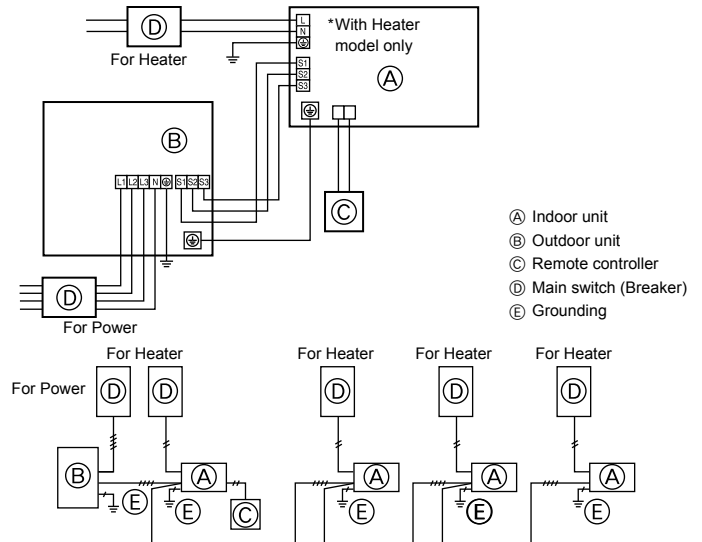 Ⓓ
For Heater
L
N
*With Heater
model only
Ⓐ
S1
S2
S3
Ⓑ
L1 L2 L3 N S1 S2 S3
Ⓒ
Ⓓ
For Power
Ⓐ Indoor unit
Ⓑ Outdoor unit
Ⓒ Remote controller
Ⓓ Main switch (Breaker)
Ⓔ Grounding
For Heater For Heater For Heater For Heater
For Power Ⓓ Ⓓ Ⓓ Ⓓ Ⓓ
Ⓑ Ⓐ Ⓐ Ⓐ Ⓐ
Ⓔ Ⓔ Ⓒ Ⓔ Ⓔ Ⓔ